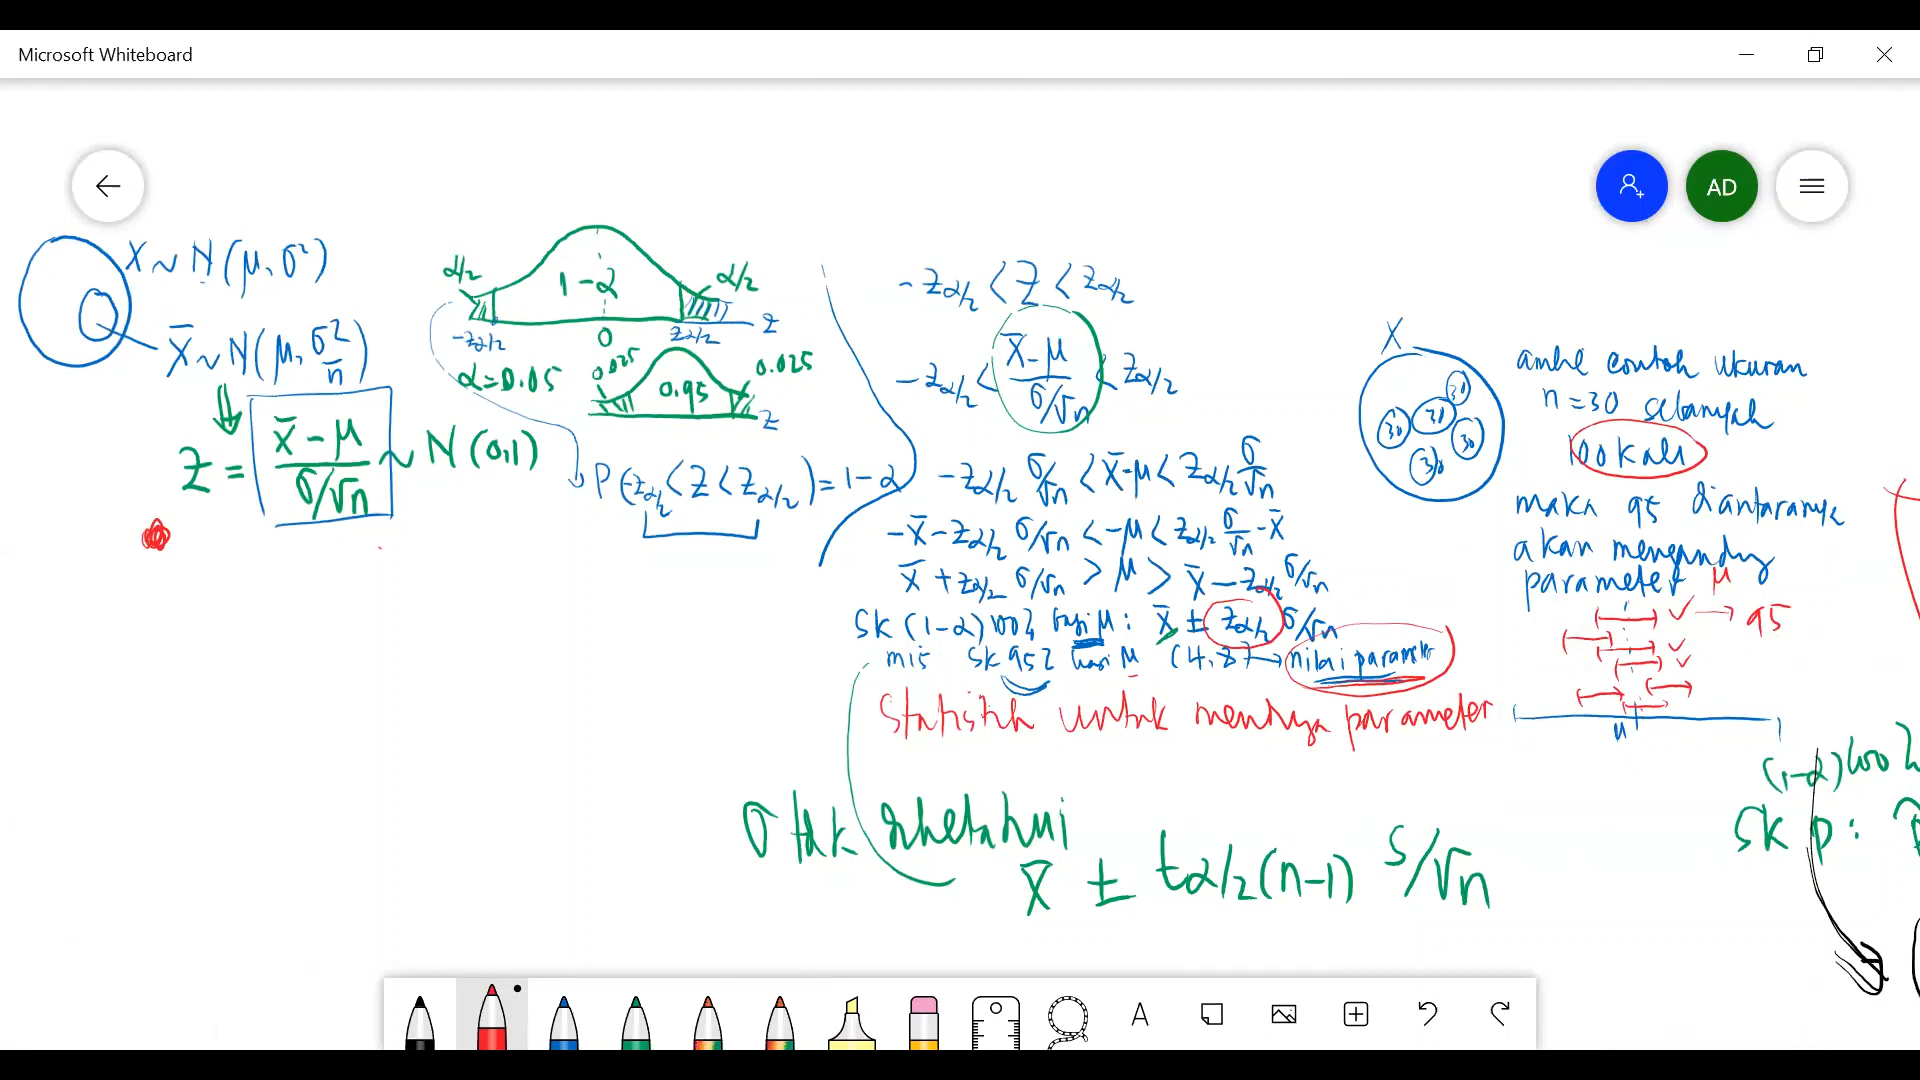 Microsoft Whiteboard
AD
X ~ N(μ, σ²)
X̄ ~ N(μ, σ²/n)
Z = (X̄ - μ)/(σ/√n) ~ N(0,1)
α/2 1-α α/2
-zα/2 0 zα/2 z
α=0.05 0.025 0.95 0.025
z
P(-zα/2 < Z < zα/2) = 1-α
-zα/2 < Z < zα/2
-zα/2 < (X̄-μ)/(σ/√n) < zα/2
-zα/2 σ/√n < X̄-μ < zα/2 σ/√n
-X̄ - zα/2 σ/√n < -μ < zα/2 σ/√n - X̄
X̄ + zα/2 σ/√n > μ > X̄ - zα/2 σ/√n
SK (1-α)100% bagi μ : X̄ ± zα/2 σ/√n
mis SK 95% bagi μ (4,8) → nilai parameter
Statistik untuk menduga parameter
σ tak diketahui
X̄ ± tα/2(n-1) S/√n
X
30 30 30 30 30
ambil contoh ukuran
n=30 sebanyak
100 kali
maka 95 diantaranya
akan mengandung
parameter μ
→ 95
μ
(1-α)100%
SK p :
A